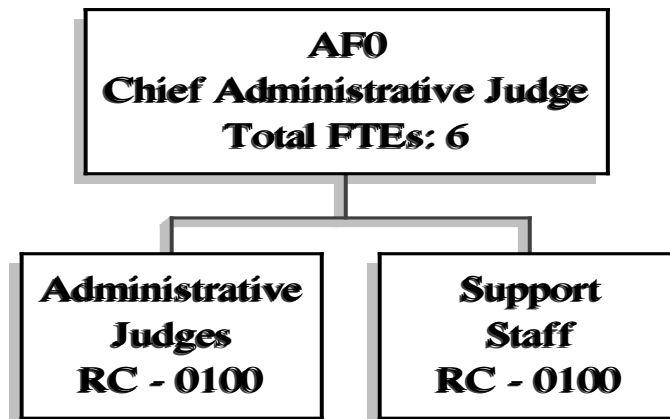 AF0
Chief Administrative Judge
Total FTEs: 6
Administrative
Judges
RC - 0100
Support
Staff
RC - 0100